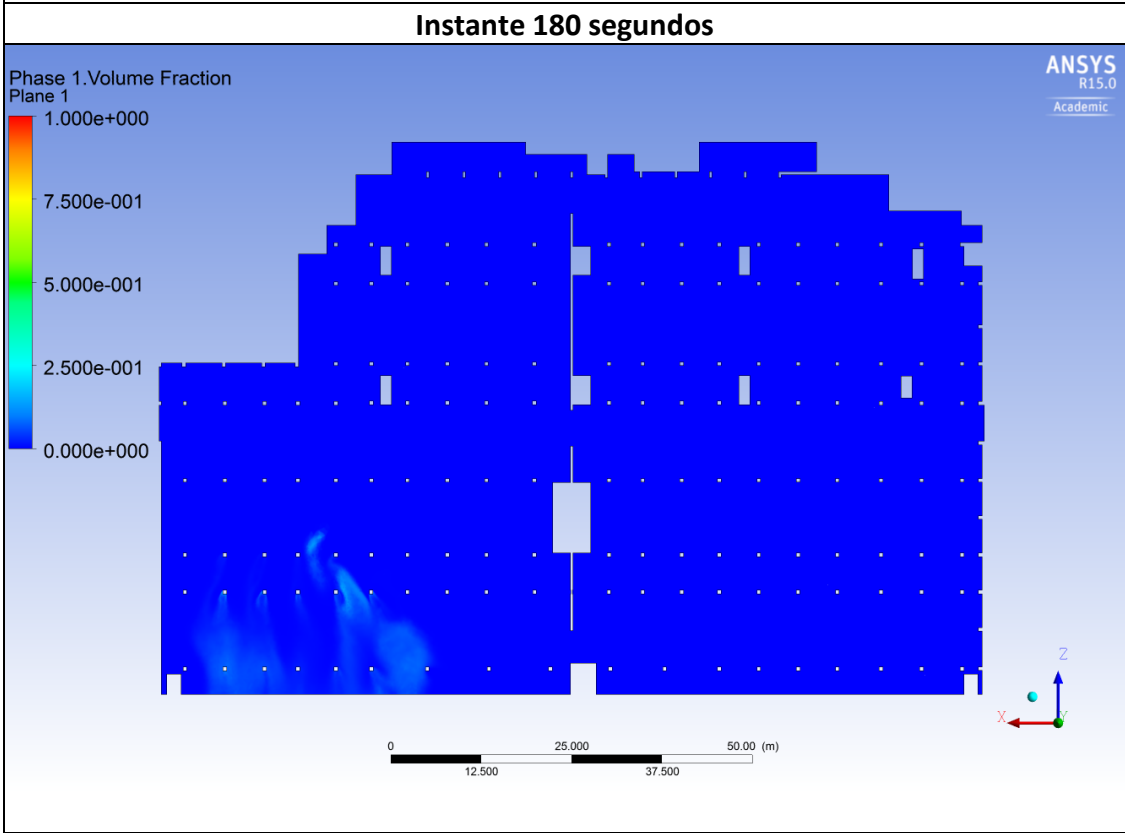 Instante 180 segundos
Phase 1.Volume Fraction
Plane 1
1.000e+000
7.500e-001
5.000e-001
2.500e-001
0.000e+000
ANSYS
R15.0
Academic
Z
X
Y
0 25.000 50.00 (m)
12.500 37.500